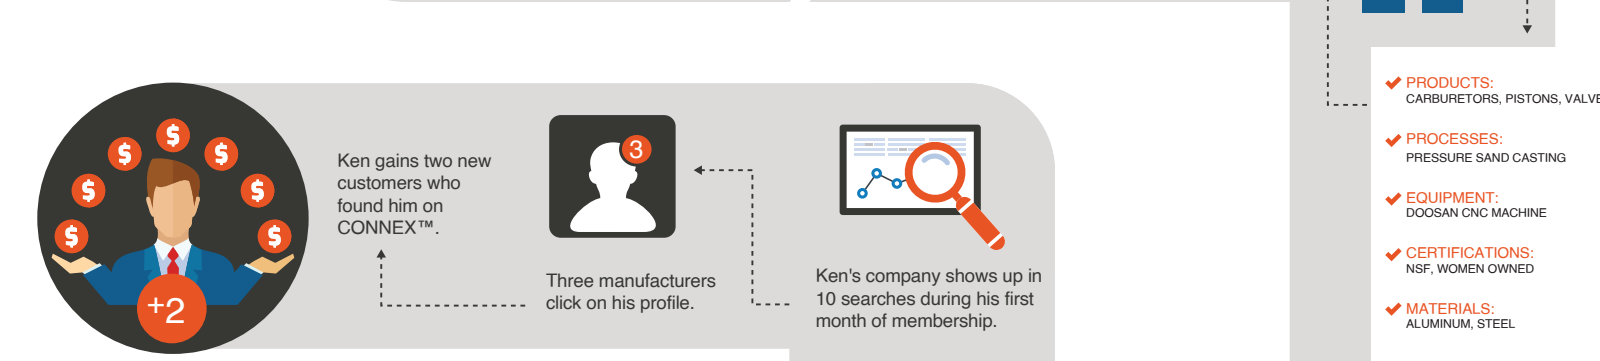 Ken gains two new
customers who
found him on
CONNEX™.
+2
$
$
$
$
$
$
$
3
Three manufacturers
click on his profile.
Ken's company shows up in
10 searches during his first
month of membership.
PRODUCTS:
CARBURETORS, PISTONS, VALVE
PROCESSES:
PRESSURE SAND CASTING
EQUIPMENT:
DOOSAN CNC MACHINE
CERTIFICATIONS:
NSF, WOMEN OWNED
MATERIALS:
ALUMINUM, STEEL